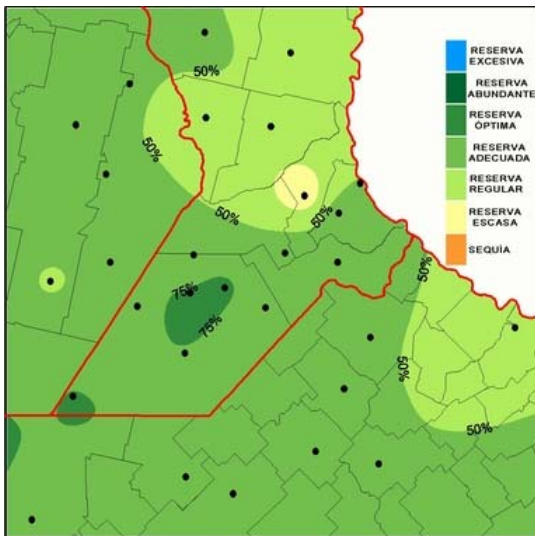 50%
RESERVA
EXCESIVA
RESERVA
ABUNDANTE
RESERVA
ÓPTIMA
50%
RESERVA
ADECUADA
RESERVA
REGULAR
50%
50%
RESERVA
ESCASA
SEQUÌA
50%
75%
75%
50%
50%